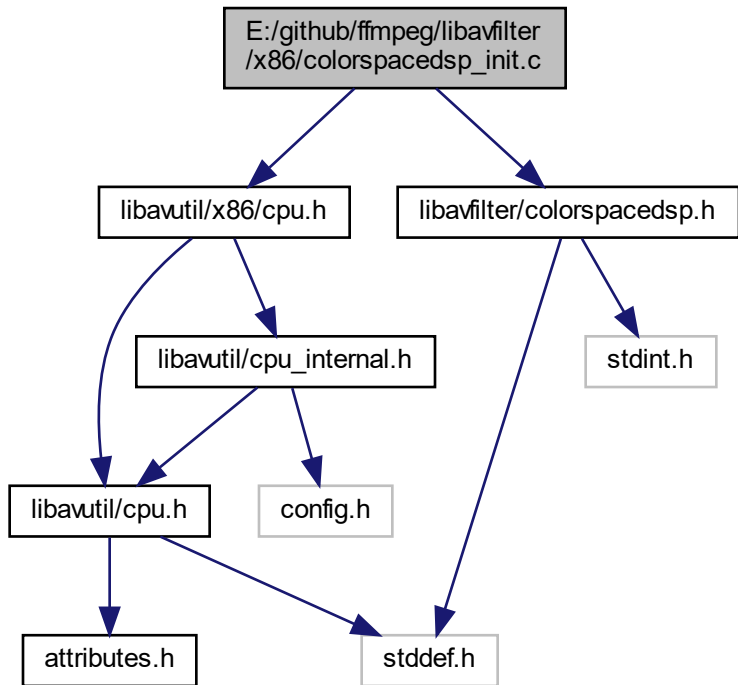 E:/github/ffmpeg/libavfilter
/x86/colorspacedsp_init.c
libavutil/x86/cpu.h
libavfilter/colorspacedsp.h
libavutil/cpu_internal.h
stdint.h
libavutil/cpu.h
config.h
attributes.h
stddef.h